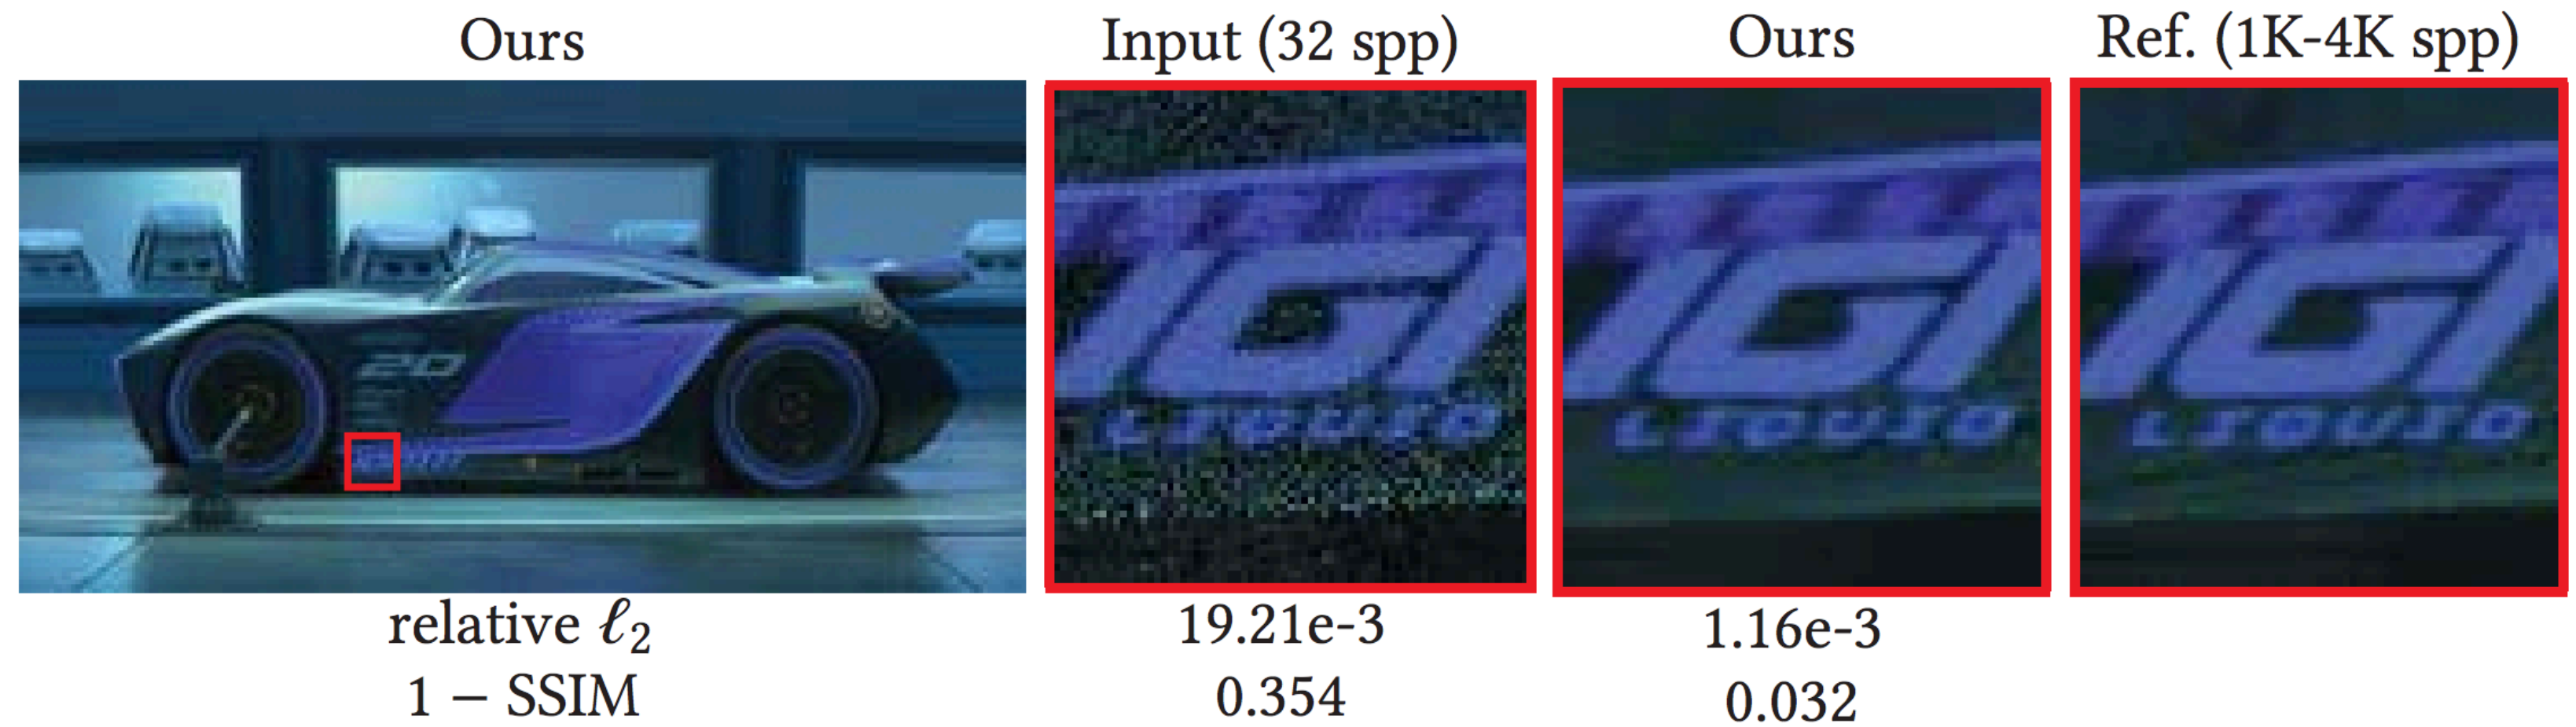 Ours Input (32 spp) Ours Ref. (1K-4K spp)
20
relative ℓ₂ 19.21e-3 1.16e-3
1 − SSIM 0.354 0.032